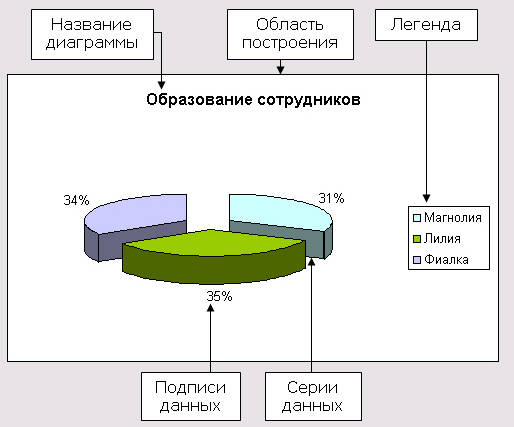 Название
диаграммы
Область
построения
Легенда
Образование сотрудников
34%
31%
Магнолия
Лилия
Фиалка
35%
Подписи
данных
Серии
данных